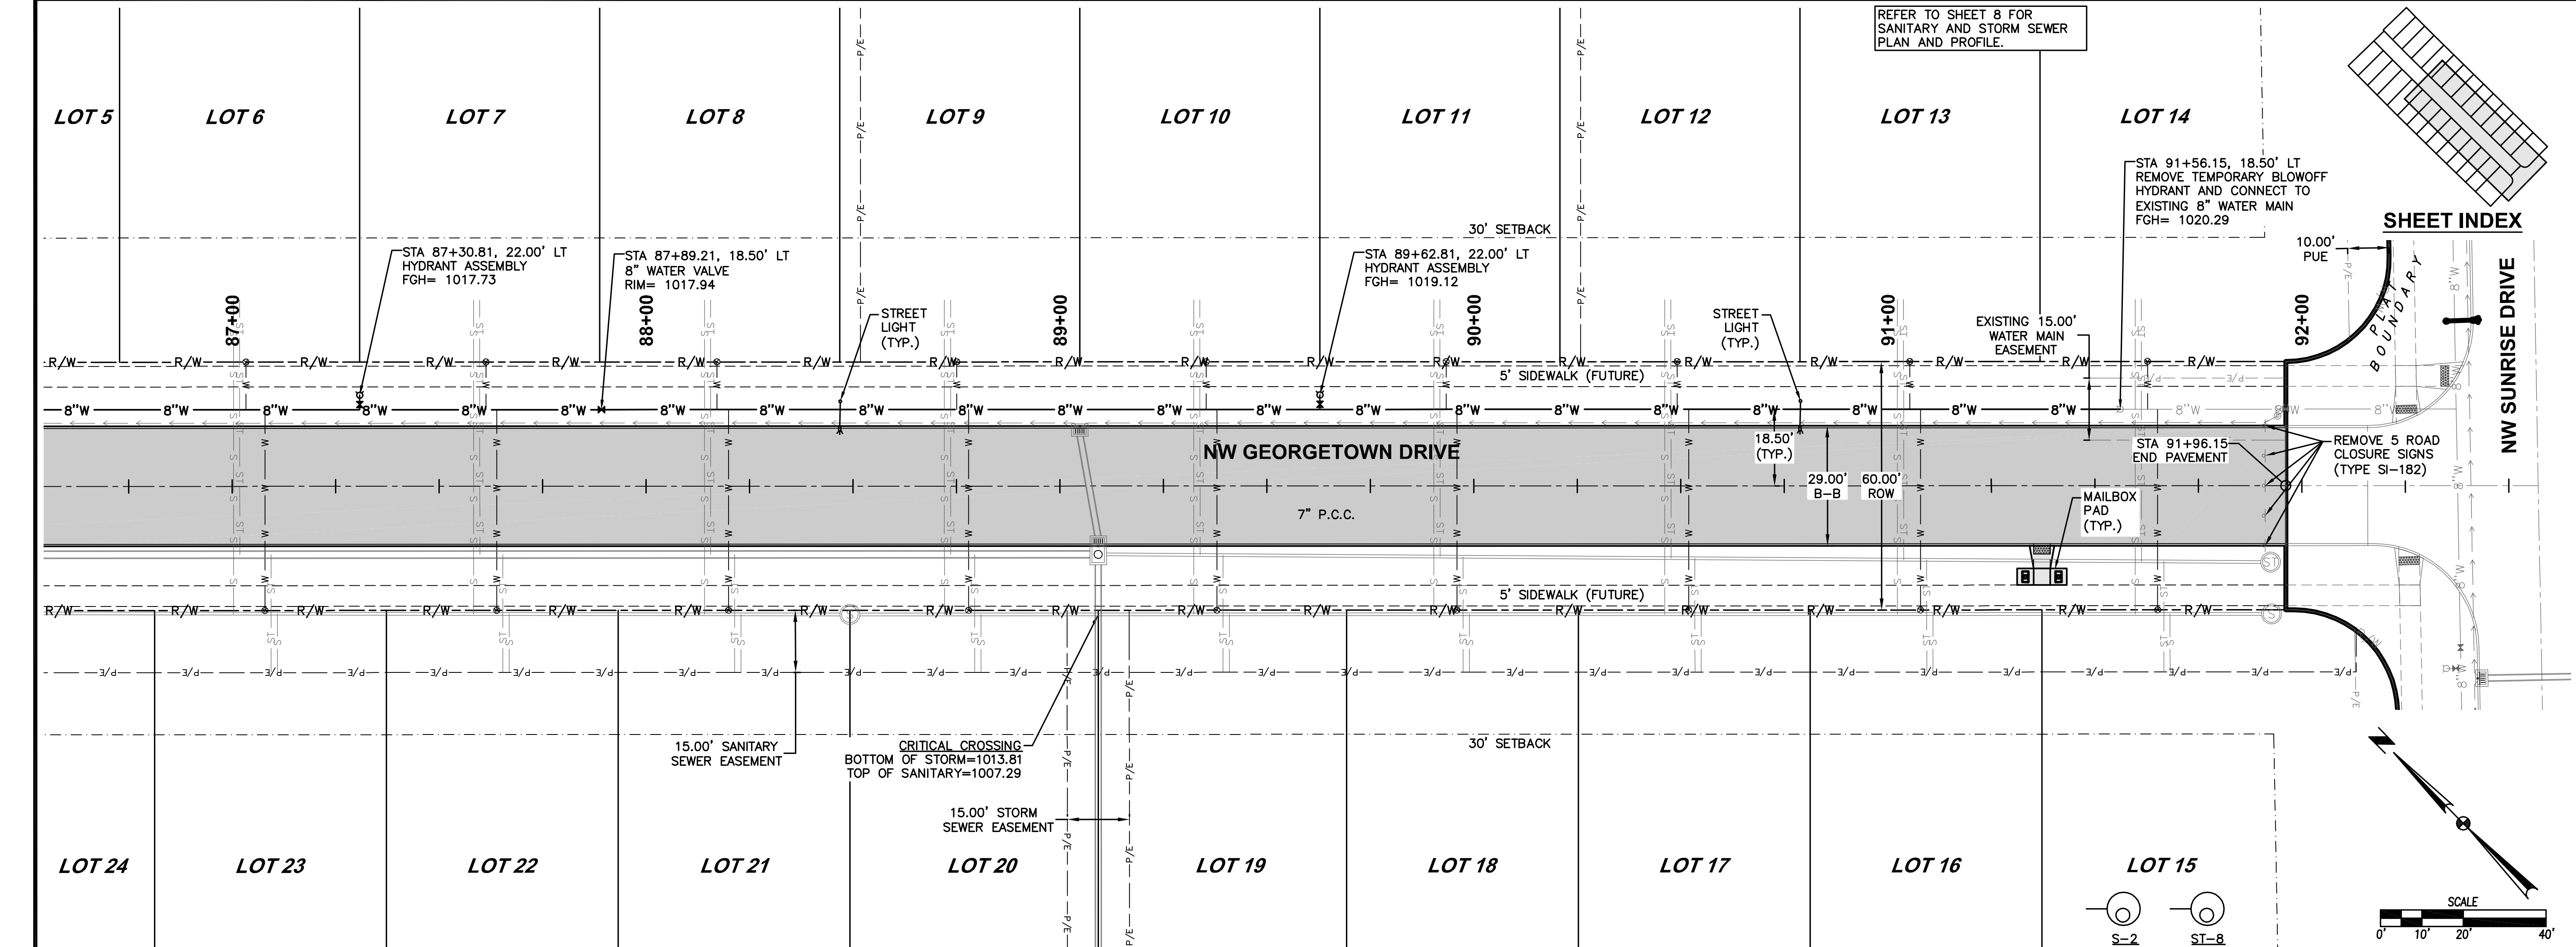 REFER TO SHEET 8 FOR
SANITARY AND STORM SEWER
PLAN AND PROFILE.
LOT 5
LOT 6
LOT 7
LOT 8
LOT 9
LOT 10
LOT 11
LOT 12
LOT 13
LOT 14
SHEET INDEX
30' SETBACK
STA 87+30.81, 22.00' LT
HYDRANT ASSEMBLY
FGH= 1017.73
STA 87+89.21, 18.50' LT
8" WATER VALVE
RIM= 1017.94
STA 89+62.81, 22.00' LT
HYDRANT ASSEMBLY
FGH= 1019.12
STA 91+56.15, 18.50' LT
REMOVE TEMPORARY BLOWOFF
HYDRANT AND CONNECT TO
EXISTING 8" WATER MAIN
FGH= 1020.29
10.00'
PUE
PLAT
BOUNDARY
NW SUNRISE DRIVE
87+00
88+00
89+00
90+00
91+00
92+00
STREET
LIGHT
(TYP.)
STREET
LIGHT
(TYP.)
EXISTING 15.00'
WATER MAIN
EASEMENT
R/W
5' SIDEWALK (FUTURE)
8"W
NW GEORGETOWN DRIVE
18.50'
(TYP.)
29.00'
B-B
60.00'
ROW
STA 91+96.15
END PAVEMENT
REMOVE 5 ROAD
CLOSURE SIGNS
(TYPE SI-182)
MAILBOX
PAD
(TYP.)
7" P.C.C.
5' SIDEWALK (FUTURE)
R/W
P/E
15.00' SANITARY
SEWER EASEMENT
CRITICAL CROSSING
BOTTOM OF STORM=1013.81
TOP OF SANITARY=1007.29
30' SETBACK
15.00' STORM
SEWER EASEMENT
LOT 24
LOT 23
LOT 22
LOT 21
LOT 20
LOT 19
LOT 18
LOT 17
LOT 16
LOT 15
S-2
ST-8
N
SCALE
0' 10' 20' 40'